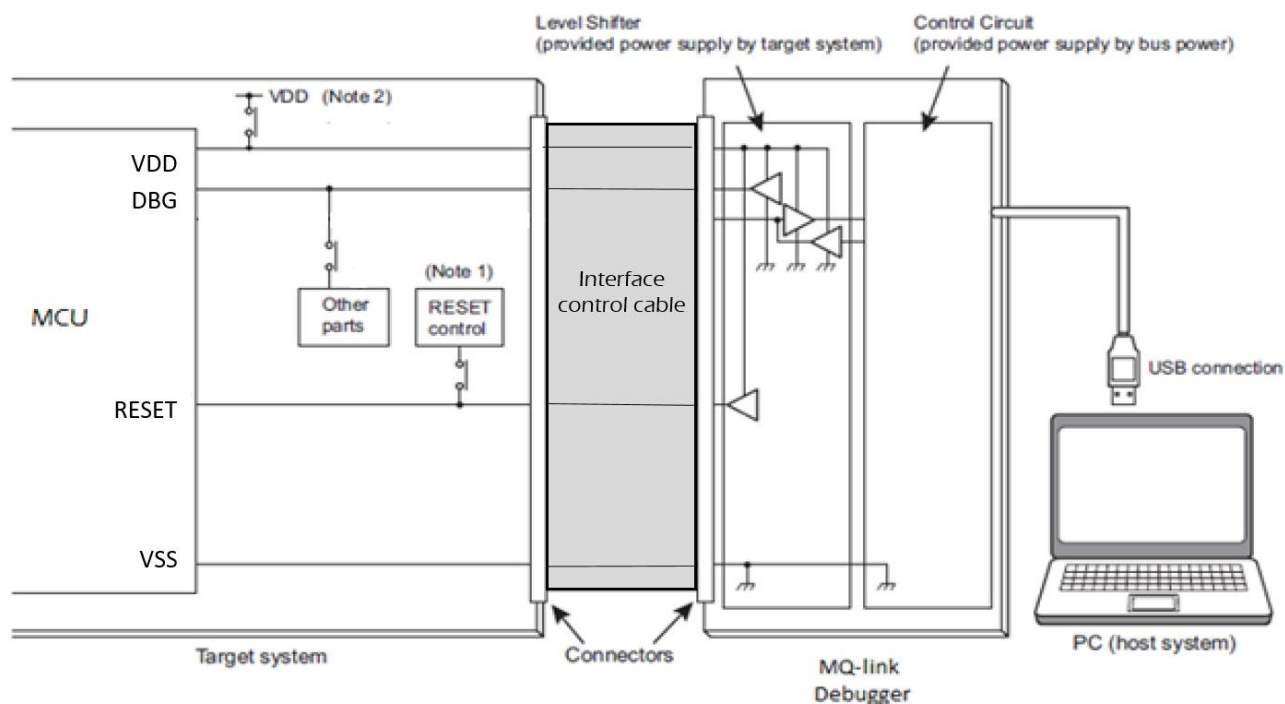 Level Shifter
(provided power supply by target system)
Control Circuit
(provided power supply by bus power)
VDD (Note 2)
VDD
DBG
(Note 1)
MCU
Other
parts
RESET
control
Interface
control cable
USB connection
RESET
VSS
Target system
Connectors
MQ-link
Debugger
PC (host system)